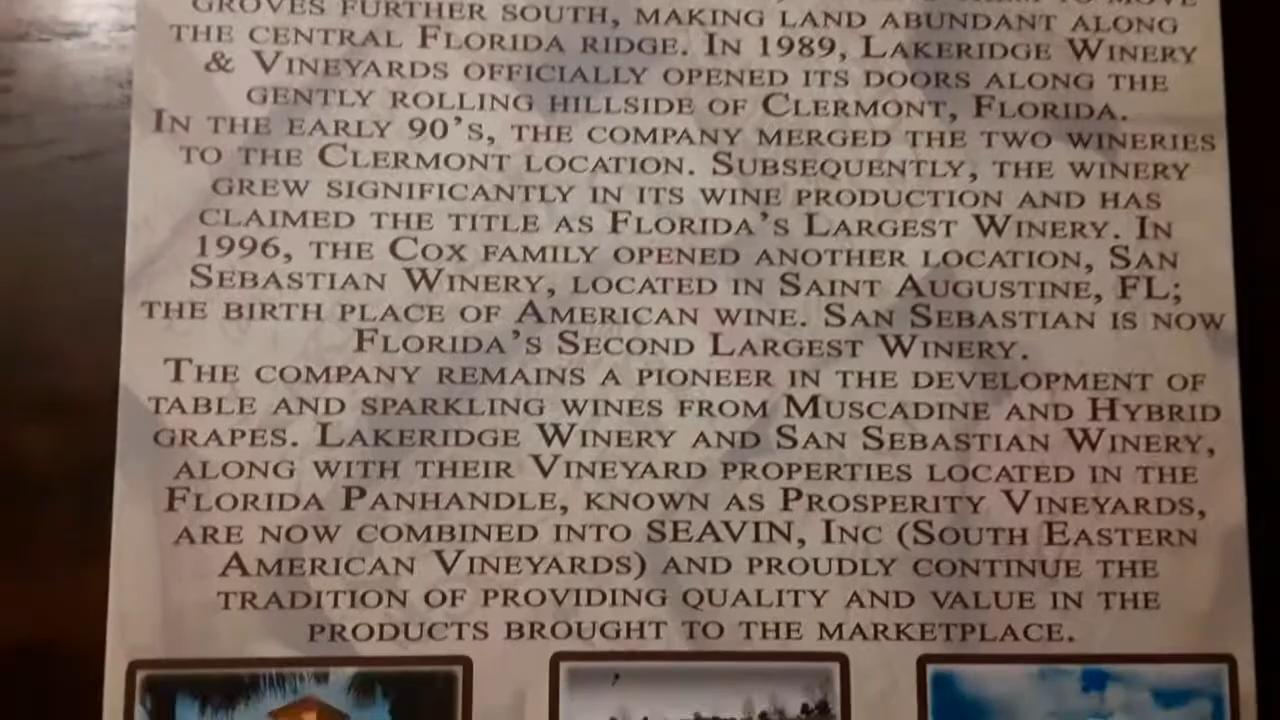 GROVES FURTHER SOUTH, MAKING LAND ABUNDANT ALONG
THE CENTRAL FLORIDA RIDGE. IN 1989, LAKERIDGE WINERY
& VINEYARDS OFFICIALLY OPENED ITS DOORS ALONG THE
GENTLY ROLLING HILLSIDE OF CLERMONT, FLORIDA.
IN THE EARLY 90'S, THE COMPANY MERGED THE TWO WINERIES
TO THE CLERMONT LOCATION. SUBSEQUENTLY, THE WINERY
GREW SIGNIFICANTLY IN ITS WINE PRODUCTION AND HAS
CLAIMED THE TITLE AS FLORIDA'S LARGEST WINERY. IN
1996, THE COX FAMILY OPENED ANOTHER LOCATION, SAN
SEBASTIAN WINERY, LOCATED IN SAINT AUGUSTINE, FL;
THE BIRTH PLACE OF AMERICAN WINE. SAN SEBASTIAN IS NOW
FLORIDA'S SECOND LARGEST WINERY.
THE COMPANY REMAINS A PIONEER IN THE DEVELOPMENT OF
TABLE AND SPARKLING WINES FROM MUSCADINE AND HYBRID
GRAPES. LAKERIDGE WINERY AND SAN SEBASTIAN WINERY,
ALONG WITH THEIR VINEYARD PROPERTIES LOCATED IN THE
FLORIDA PANHANDLE, KNOWN AS PROSPERITY VINEYARDS,
ARE NOW COMBINED INTO SEAVIN, INC (SOUTH EASTERN
AMERICAN VINEYARDS) AND PROUDLY CONTINUE THE
TRADITION OF PROVIDING QUALITY AND VALUE IN THE
PRODUCTS BROUGHT TO THE MARKETPLACE.